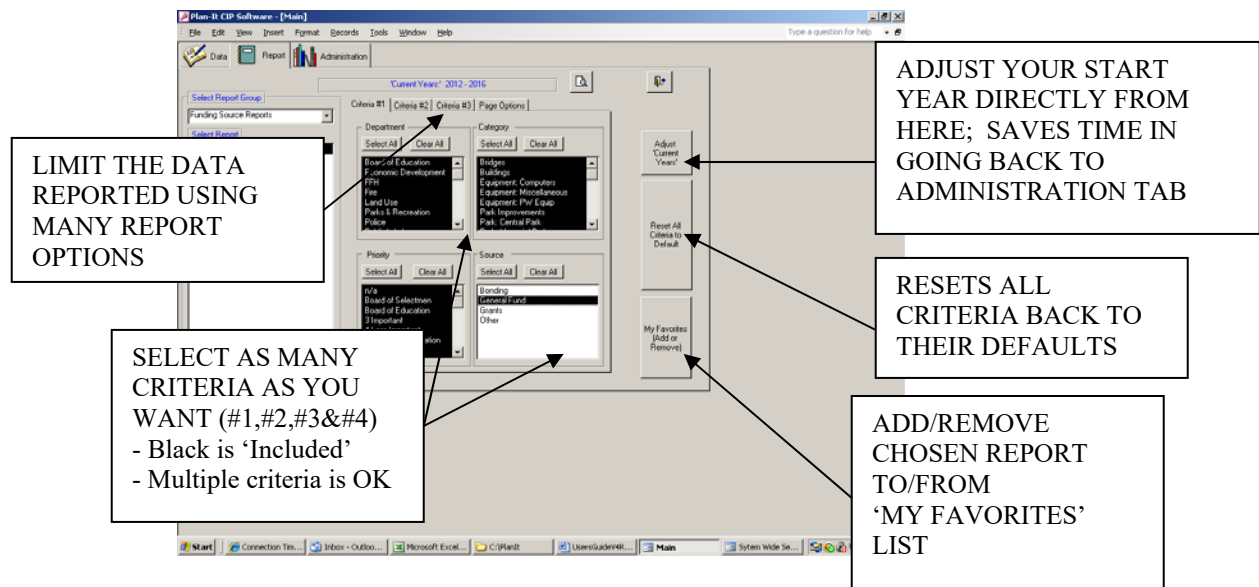 Plan-It CIP Software - [Main]
File Edit View Insert Format Records Tools Window Help
Type a question for help
Data Report Administration
'Current Years:' 2012 - 2016
Select Report Group
Funding Source Reports
Select Report
Criteria #1 Criteria #2 Criteria #3 Page Options
Department
Select All Clear All
Board of Education
Economic Development
FFH
Fire
Land Use
Parks & Recreation
Police
Category
Select All Clear All
Bridges
Buildings
Equipment: Computers
Equipment: Miscellaneous
Equipment: PW Equip
Park Improvements
Park: Central Park
Priority
Select All Clear All
n/a
Board of Selectmen
Board of Education
3 Important
Source
Select All Clear All
Bonding
General Fund
Grants
Other
Adjust
'Current
Years'
Reset All
Criteria to
Default
My Favorites
(Add or
Remove)
LIMIT THE DATA
REPORTED USING
MANY REPORT
OPTIONS
SELECT AS MANY
CRITERIA AS YOU
WANT (#1,#2,#3&#4)
- Black is ‘Included’
- Multiple criteria is OK
ADJUST YOUR START
YEAR DIRECTLY FROM
HERE; SAVES TIME IN
GOING BACK TO
ADMINISTRATION TAB
RESETS ALL
CRITERIA BACK TO
THEIR DEFAULTS
ADD/REMOVE
CHOSEN REPORT
TO/FROM
‘MY FAVORITES’
LIST
Start Connection Tim... Inbox - Outloo... Microsoft Excel... C:\PlanIt UsersGuideV4R... Main Sytem Wide Se...